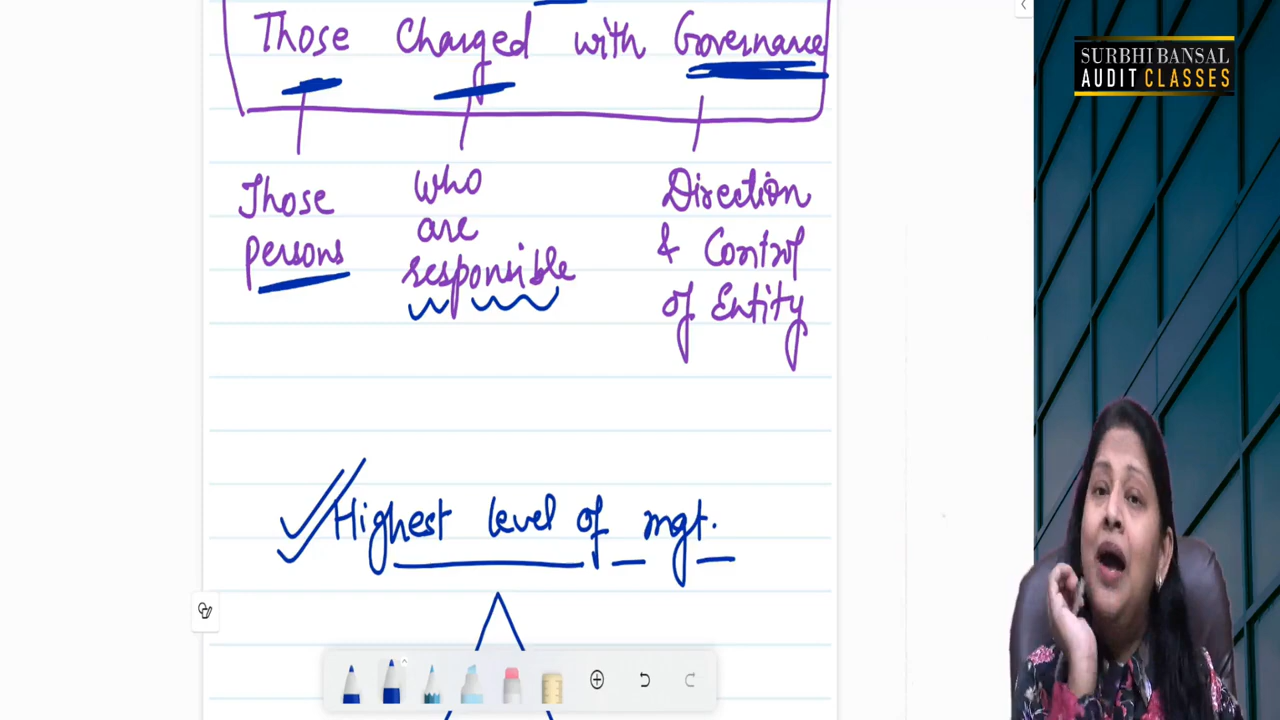 Those Charged with Governance
SURBHI BANSAL
AUDIT CLASSES
Those persons
who are responsible
Direction & Control of Entity
Highest level of mgt.